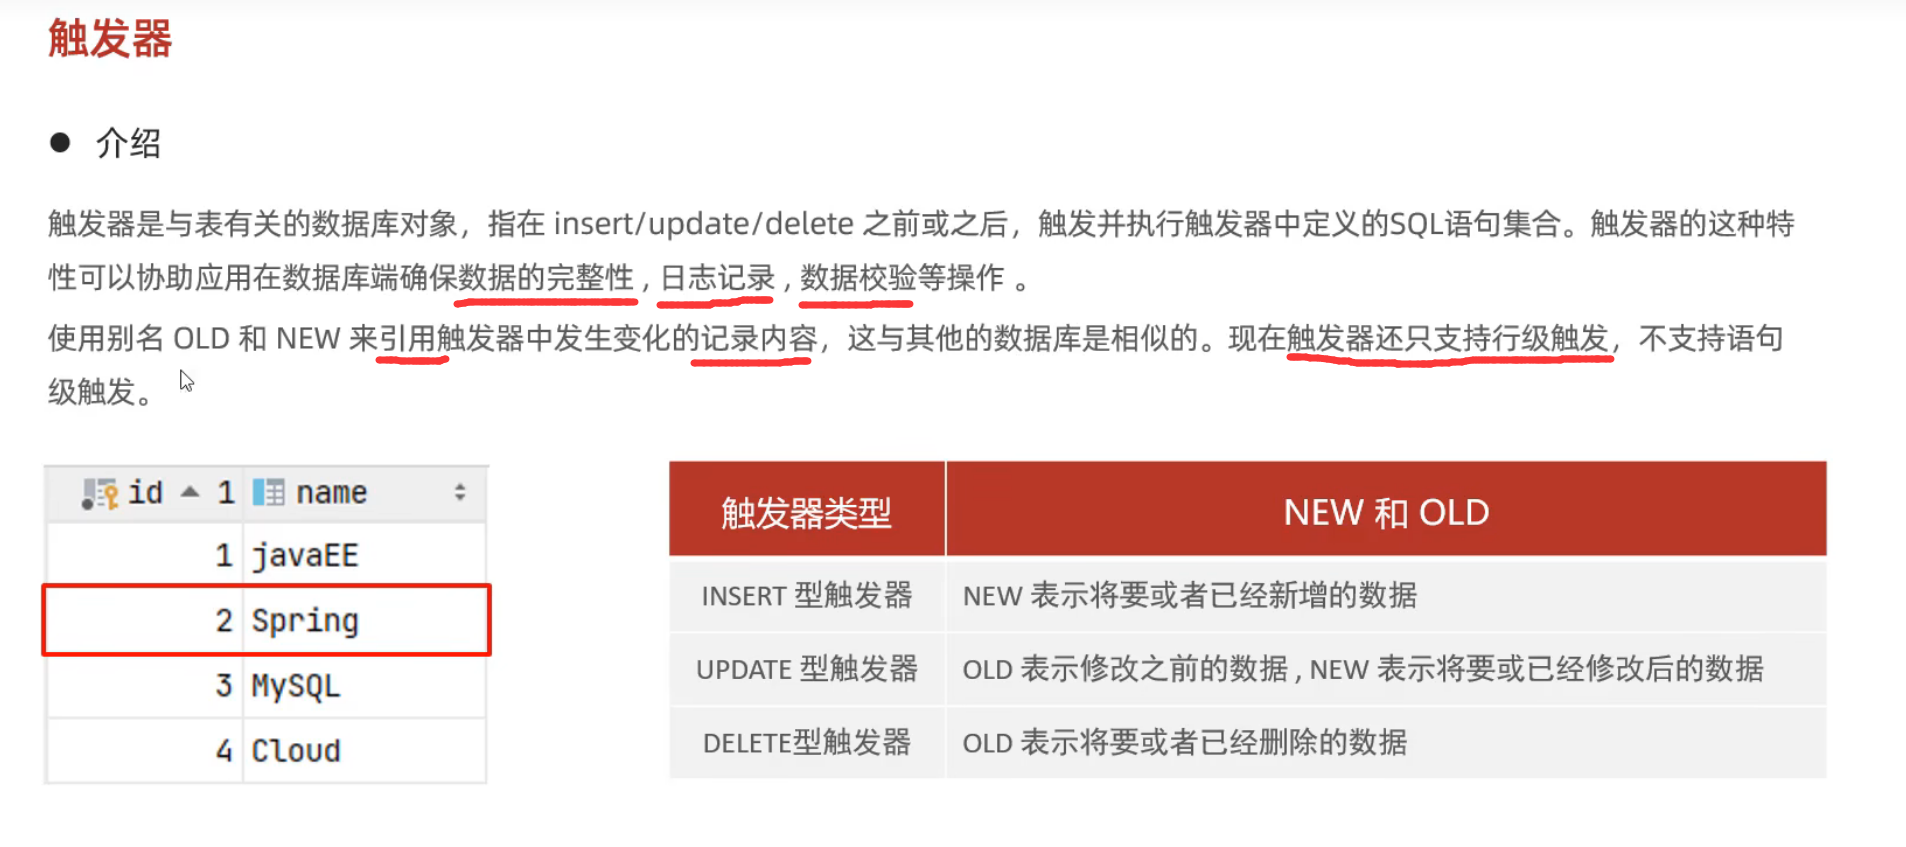 触发器
● 介绍
触发器是与表有关的数据库对象，指在 insert/update/delete 之前或之后，触发并执行触发器中定义的SQL语句集合。触发器的这种特
性可以协助应用在数据库端确保数据的完整性 , 日志记录 , 数据校验等操作 。
使用别名 OLD 和 NEW 来引用触发器中发生变化的记录内容，这与其他的数据库是相似的。现在触发器还只支持行级触发，不支持语句
级触发。
id 1 name
1 javaEE
2 Spring
3 MySQL
4 Cloud
触发器类型 NEW 和 OLD
INSERT 型触发器 NEW 表示将要或者已经新增的数据
UPDATE 型触发器 OLD 表示修改之前的数据 , NEW 表示将要或已经修改后的数据
DELETE型触发器 OLD 表示将要或者已经删除的数据